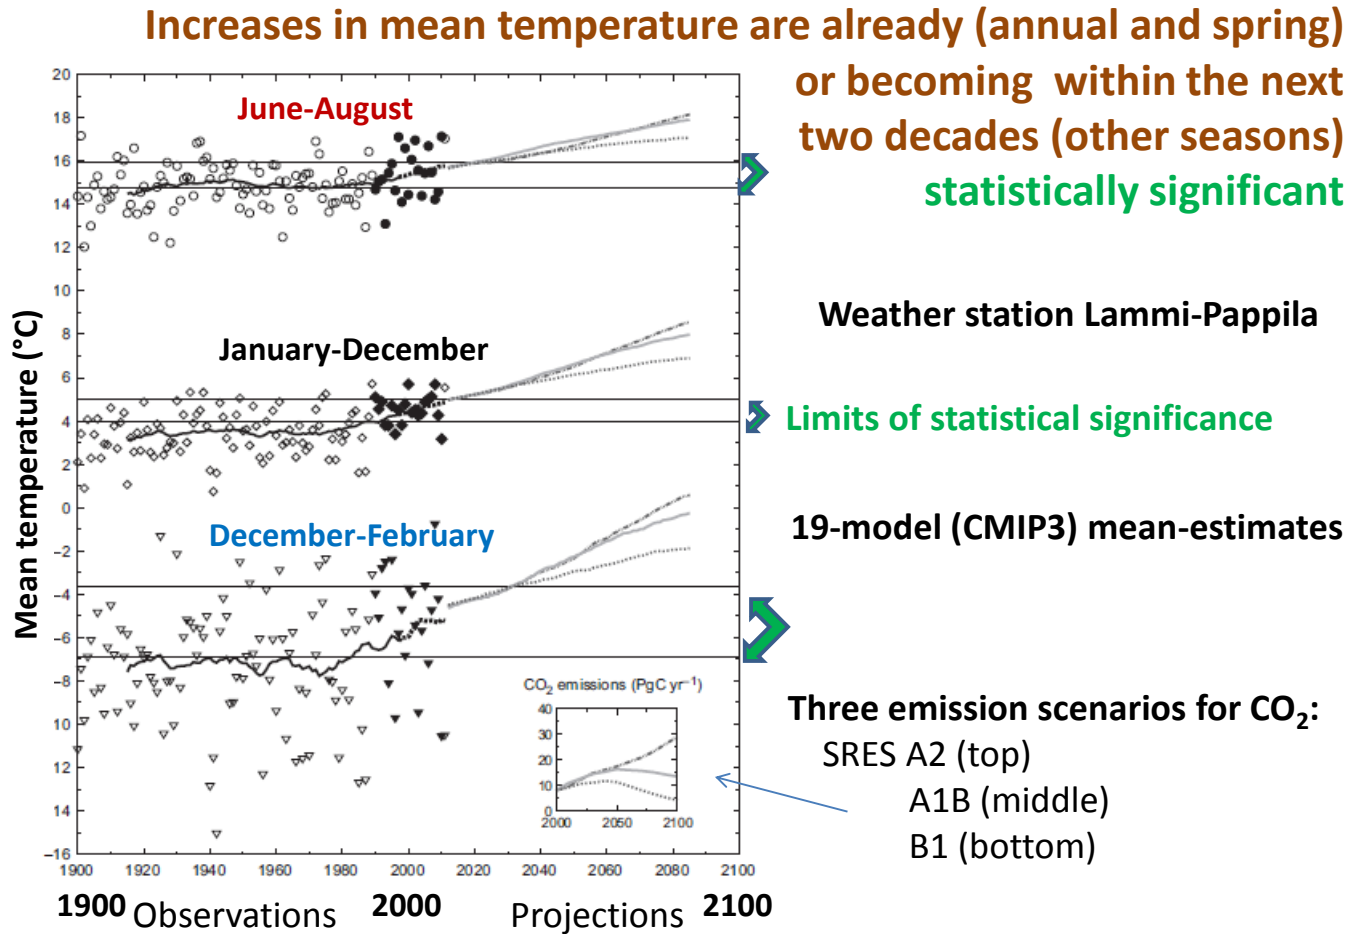 Increases in mean temperature are already (annual and spring)
or becoming within the next
two decades (other seasons)
statistically significant
Mean temperature (°C)
20
18
16
14
12
10
8
6
4
2
0
−2
−4
−6
−8
10
12
14
−16
June-August
January-December
December-February
Weather station Lammi-Pappila
Limits of statistical significance
19-model (CMIP3) mean-estimates
Three emission scenarios for CO₂:
SRES A2 (top)
A1B (middle)
B1 (bottom)
CO₂ emissions (PgC yr⁻¹)
40
30
20
10
0
2000 2050 2100
1900 1920 1940 1960 1980 2000 2020 2040 2060 2080 2100
1900 Observations 2000 Projections 2100